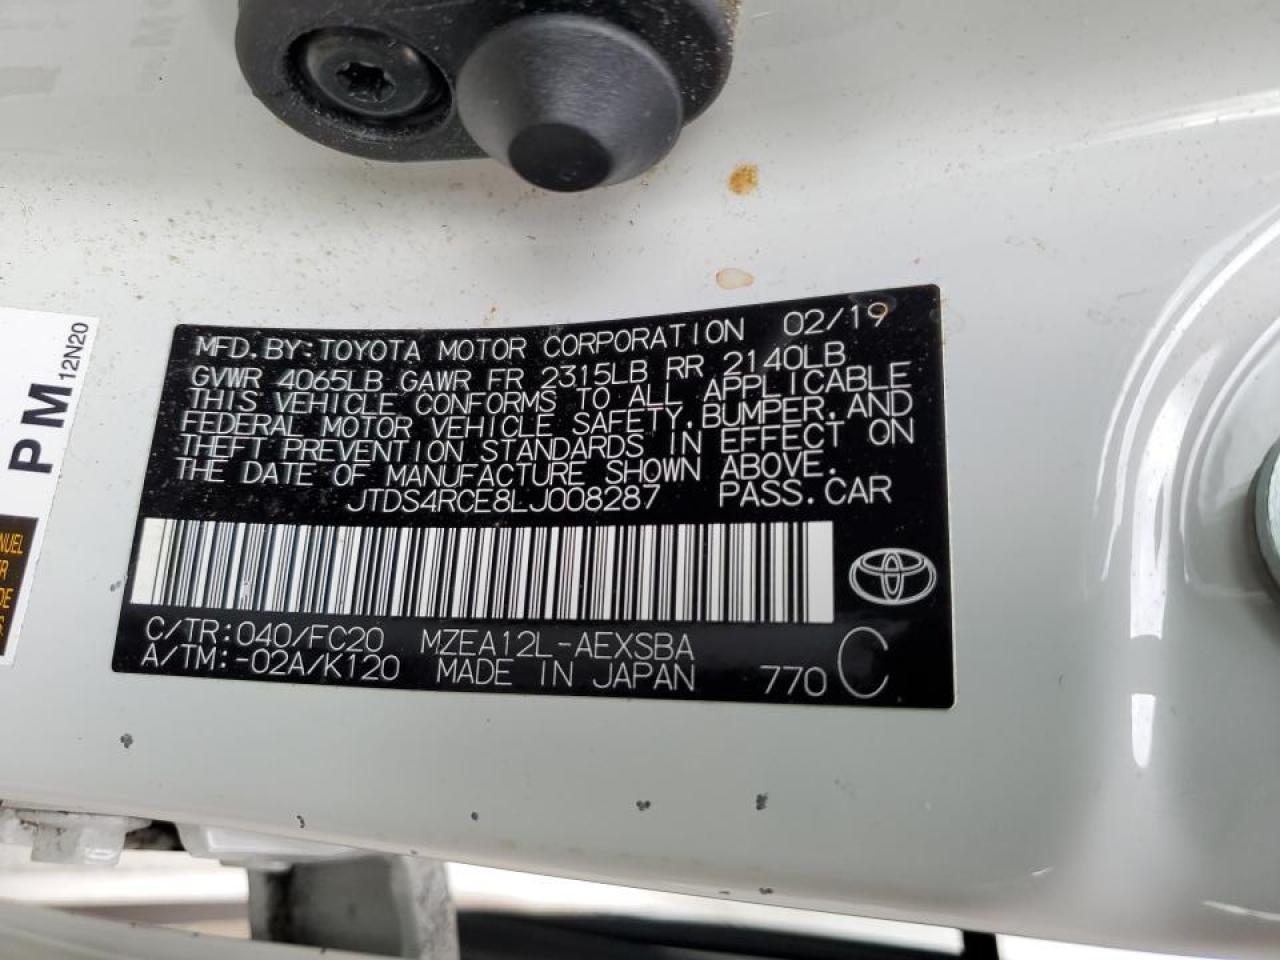 MFD.BY:TOYOTA MOTOR CORPORATION 02/19
GVWR 4065LB GAWR FR 2315LB RR 2140LB
THIS VEHICLE CONFORMS TO ALL APPLICABLE
FEDERAL MOTOR VEHICLE SAFETY,BUMPER,AND
THEFT PREVENTION STANDARDS IN EFFECT ON
THE DATE OF MANUFACTURE SHOWN ABOVE.
JTDS4RCE8LJ008287 PASS.CAR
C/TR:040/FC20 MZEA12L-AEXSBA
A/TM:-02A/K120 MADE IN JAPAN 770 C
PM 12N20
NUEL
DE